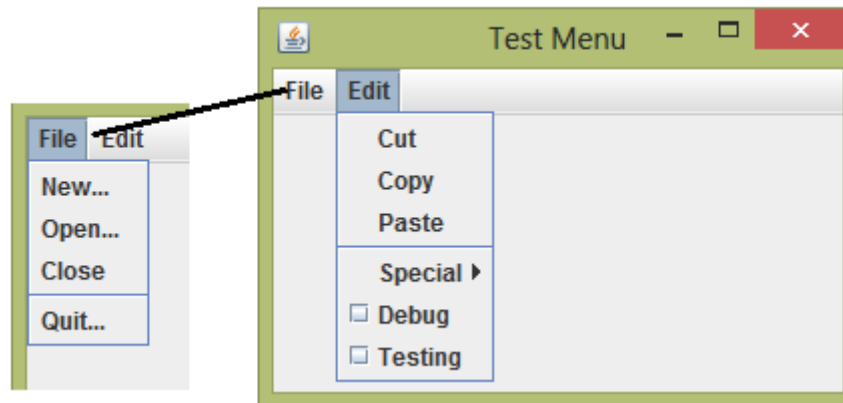 Test Menu
File Edit
Cut
Copy
Paste
Special
Debug
Testing
File Edit
New...
Open...
Close
Quit...